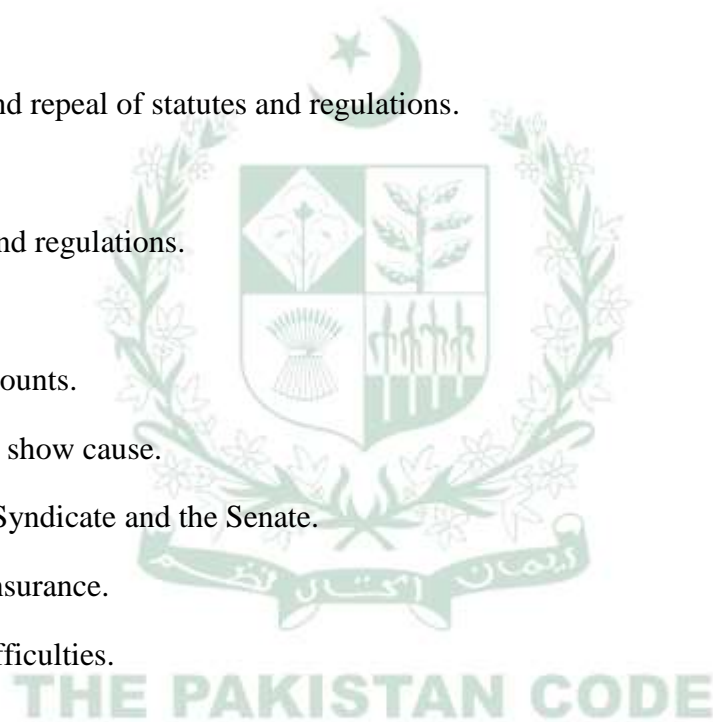 nd repeal of statutes and regulations.
nd regulations.
ounts.
show cause.
Syndicate and the Senate.
nsurance.
fficulties.
THE PAKISTAN CODE